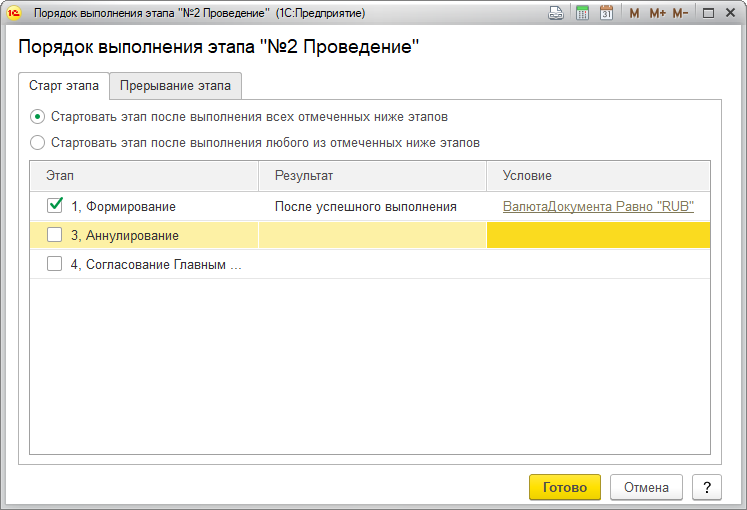 1С Порядок выполнения этапа "№2 Проведение" (1С:Предприятие) 31 M M+ M-
Порядок выполнения этапа "№2 Проведение"
Старт этапа Прерывание этапа
Стартовать этап после выполнения всех отмеченных ниже этапов
Стартовать этап после выполнения любого из отмеченных ниже этапов
Этап Результат Условие
1, Формирование После успешного выполнения ВалютаДокумента Равно "RUB"
3, Аннулирование
4, Согласование Главным ...
Готово Отмена ?